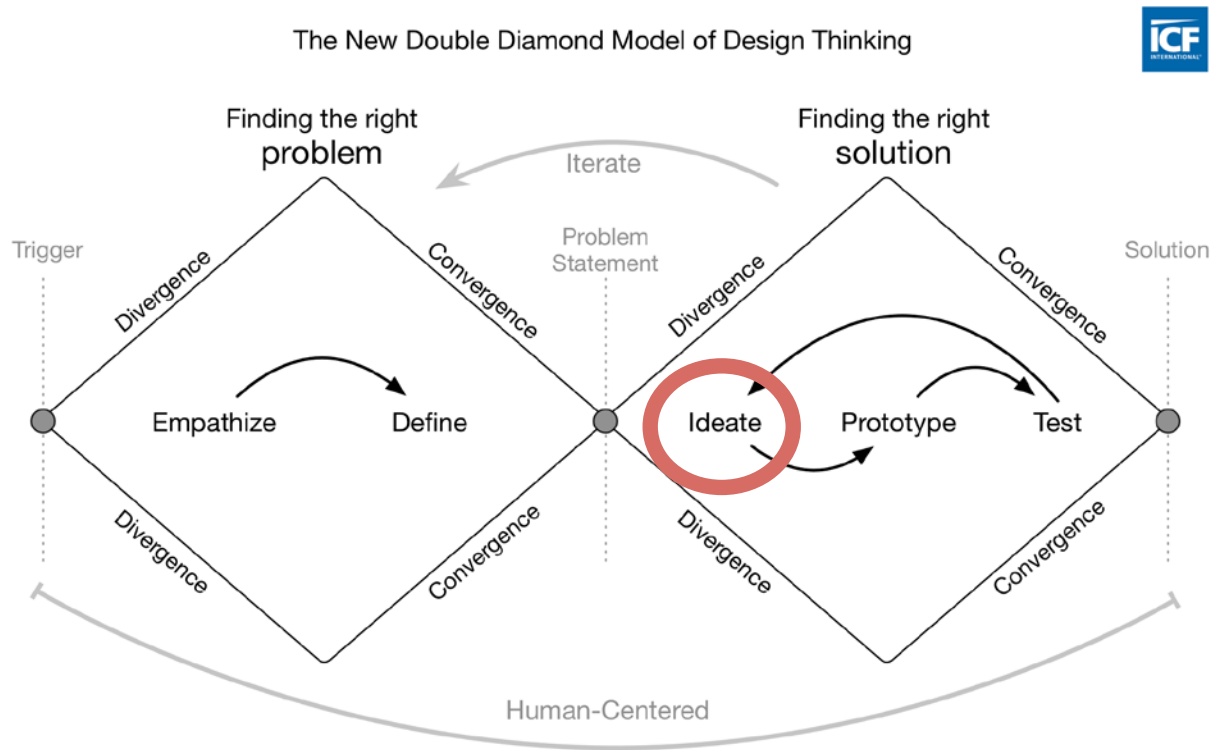 The New Double Diamond Model of Design Thinking
ICF
INTERNATIONAL
Finding the right
problem
Finding the right
solution
Iterate
Trigger
Problem
Statement
Solution
Divergence
Convergence
Divergence
Convergence
Empathize
Define
Ideate
Prototype
Test
Divergence
Convergence
Divergence
Convergence
Human-Centered